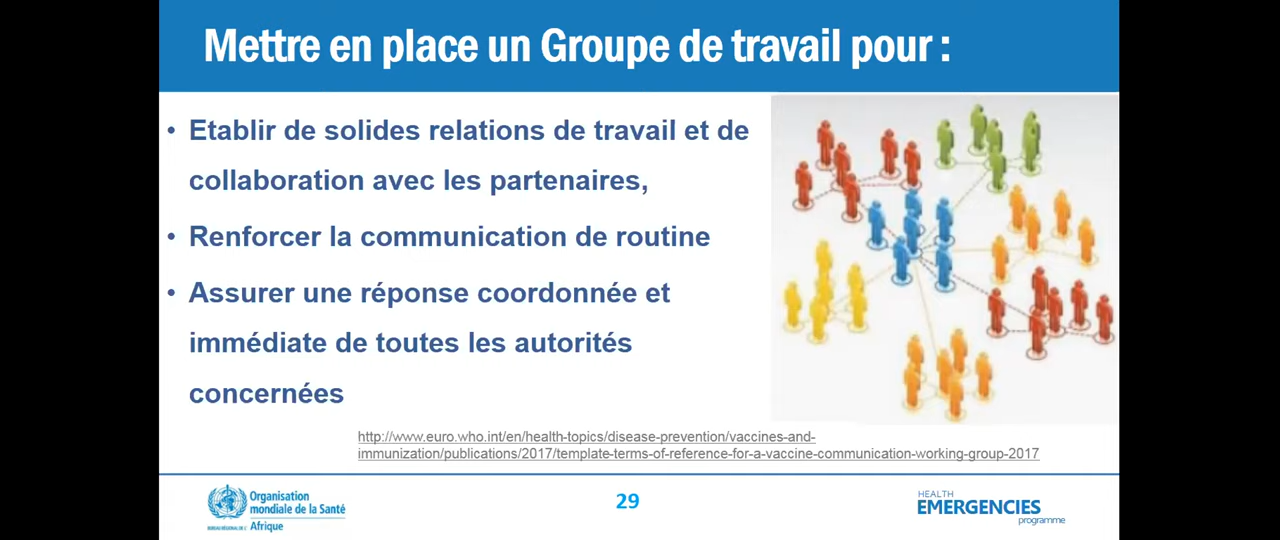 Mettre en place un Groupe de travail pour :
• Etablir de solides relations de travail et de
collaboration avec les partenaires,
• Renforcer la communication de routine
• Assurer une réponse coordonnée et
immédiate de toutes les autorités
concernées
http://www.euro.who.int/en/health-topics/disease-prevention/vaccines-and-
immunization/publications/2017/template-terms-of-reference-for-a-vaccine-communication-working-group-2017
Organisation
mondiale de la Santé
BUREAU RÉGIONAL DE L' Afrique
29
HEALTH
EMERGENCIES
programme